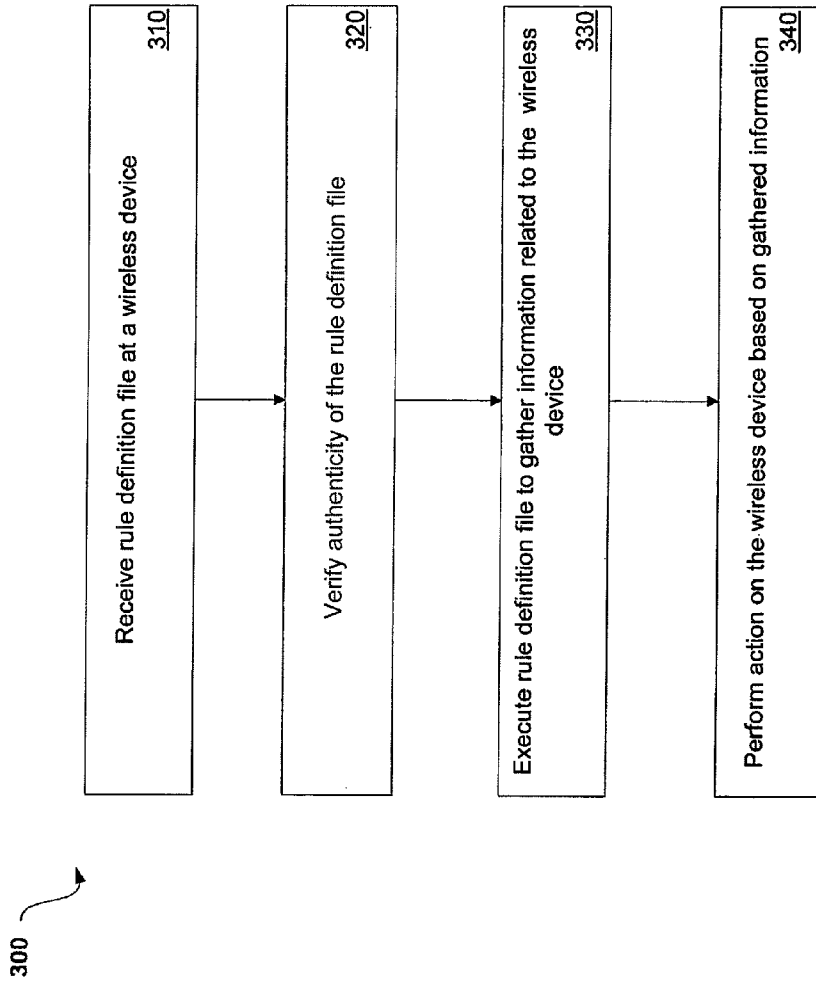 300
Receive rule definition file at a wireless device
310
Verify authenticity of the rule definition file
320
Execute rule definition file to gather information related to the wireless
device
330
Perform action on the wireless device based on gathered information
340